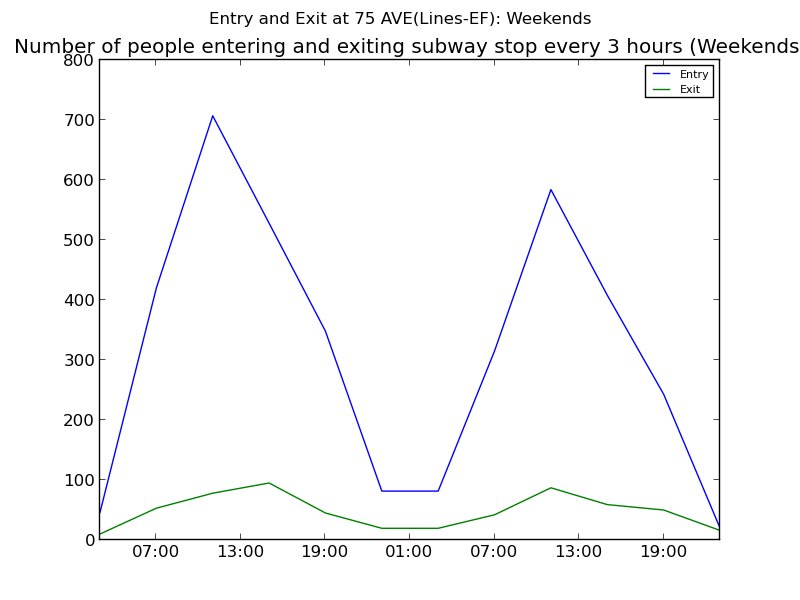 Entry and Exit at 75 AVE(Lines-EF): Weekends
Number of people entering and exiting subway stop every 3 hours (Weekends
800
700
600
500
400
300
200
100
0
Entry
Exit
07:00 13:00 19:00 01:00 07:00 13:00 19:00